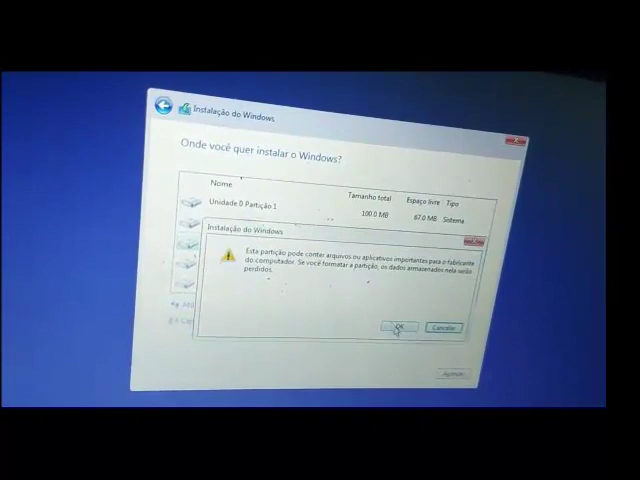 Instalação do Windows
Onde você quer instalar o Windows?
Nome Tamanho total Espaço livre Tipo
Unidade 0 Partição 1 100.0 MB 67.0 MB Sistema
Instalação do Windows
Esta partição pode conter arquivos ou aplicativos importantes para o fabricante
do computador. Se você formatar a partição, os dados armazenados nela serão
perdidos.
OK Cancelar